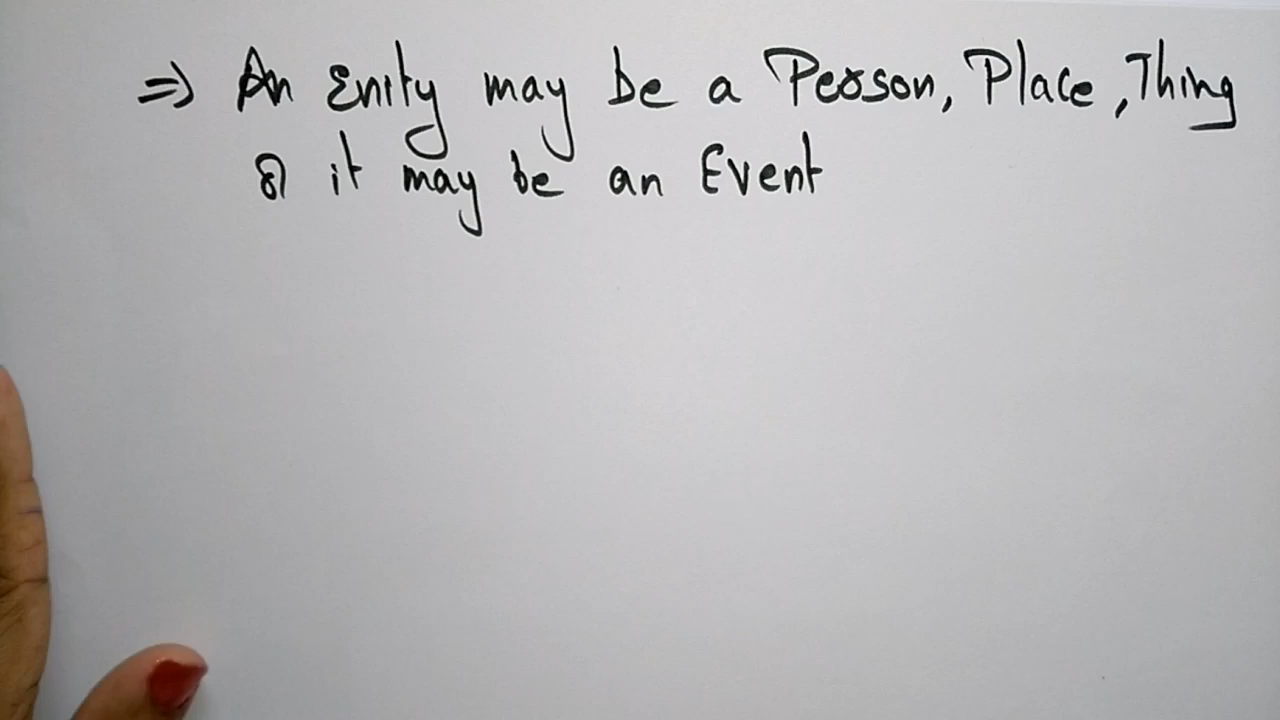 ⇒ An Enity may be a Person, Place, Thing
it may be an Event